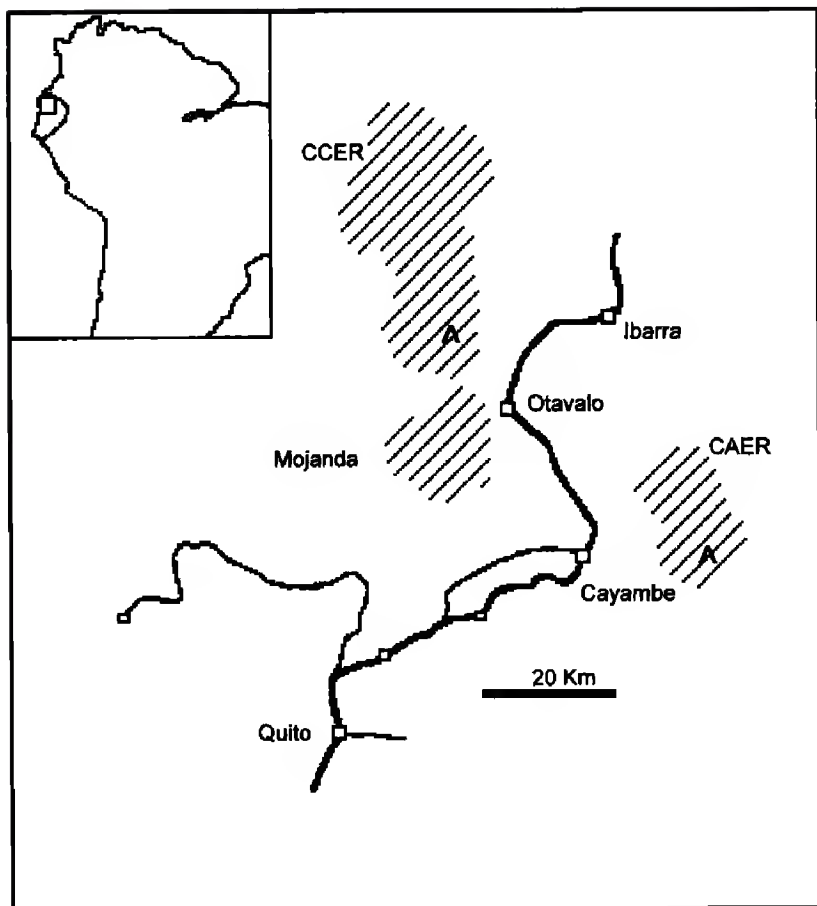 CCER
Ibarra
A
Otavalo
Mojanda
CAER
A
Cayambe
20 Km
Quito